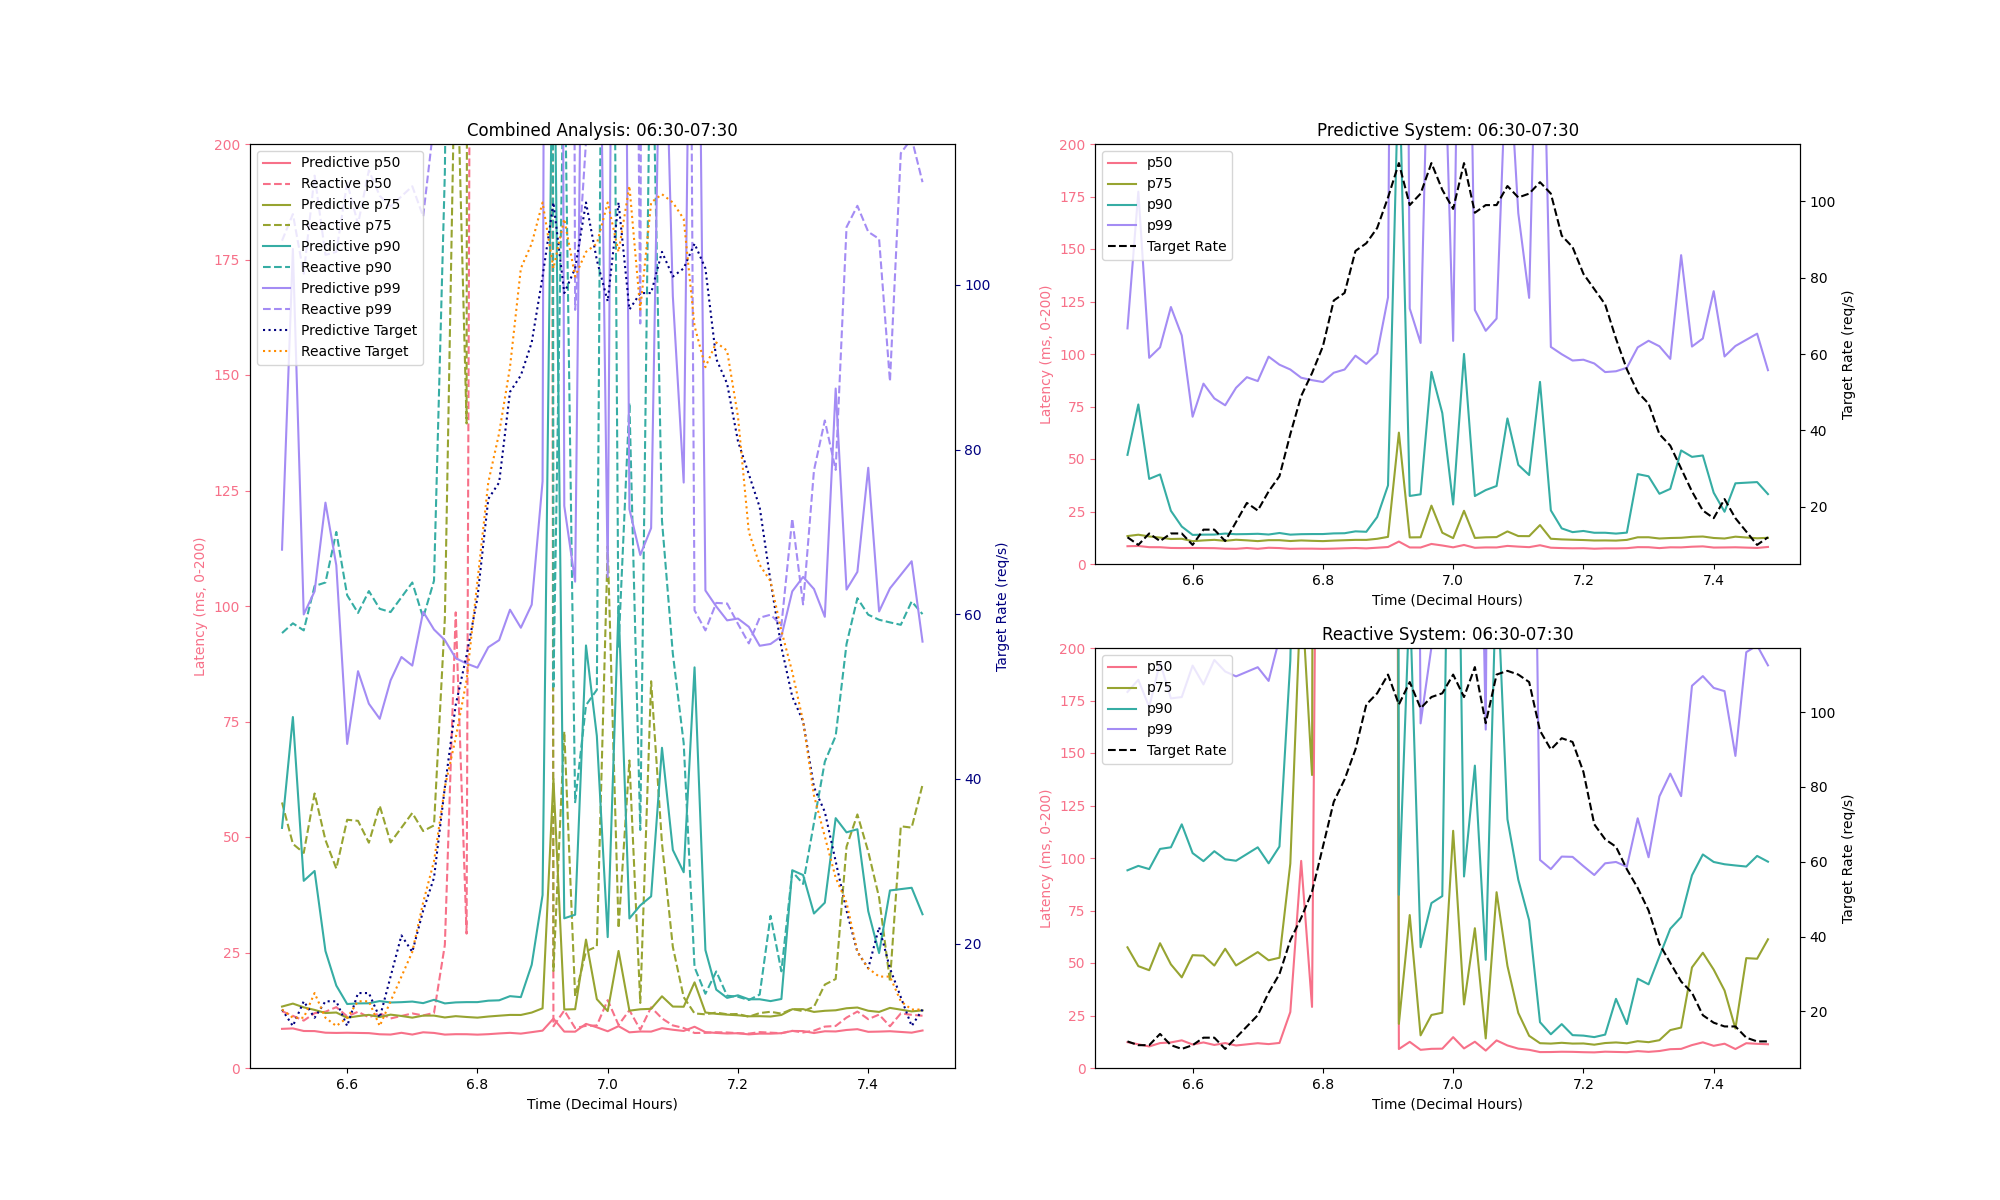 Combined Analysis: 06:30-07:30
200
175
150
125
100
75
50
25
0
Latency (ms, 0-200)
Predictive p50
Reactive p50
Predictive p75
Reactive p75
Predictive p90
Reactive p90
Predictive p99
Reactive p99
Predictive Target
Reactive Target
100
80
60
40
20
Target Rate (req/s)
6.6 6.8 7.0 7.2 7.4
Time (Decimal Hours)
Predictive System: 06:30-07:30
200
175
150
125
100
75
50
25
0
Latency (ms, 0-200)
p50
p75
p90
p99
Target Rate
100
80
60
40
20
Target Rate (req/s)
6.6 6.8 7.0 7.2 7.4
Time (Decimal Hours)
Reactive System: 06:30-07:30
200
175
150
125
100
75
50
25
0
Latency (ms, 0-200)
p50
p75
p90
p99
Target Rate
100
80
60
40
20
Target Rate (req/s)
6.6 6.8 7.0 7.2 7.4
Time (Decimal Hours)